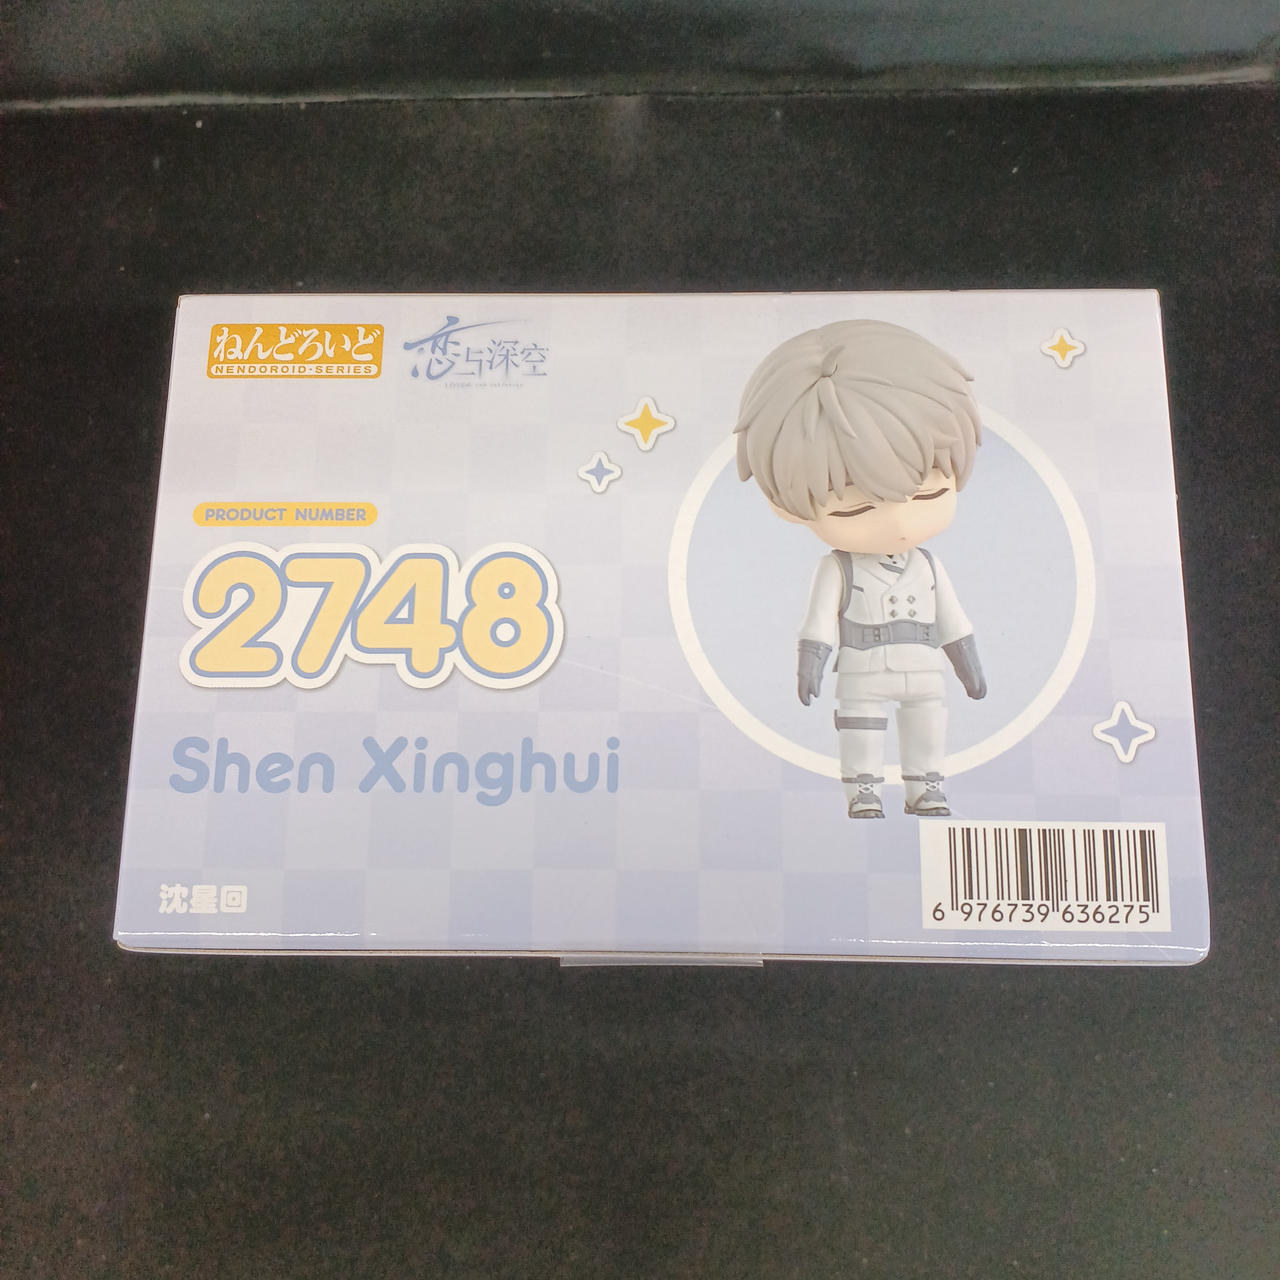 ねんどろいど
NENDOROID·SERIES
恋与深空
PRODUCT NUMBER
2748
Shen Xinghui
沈星回
6 976739 636275